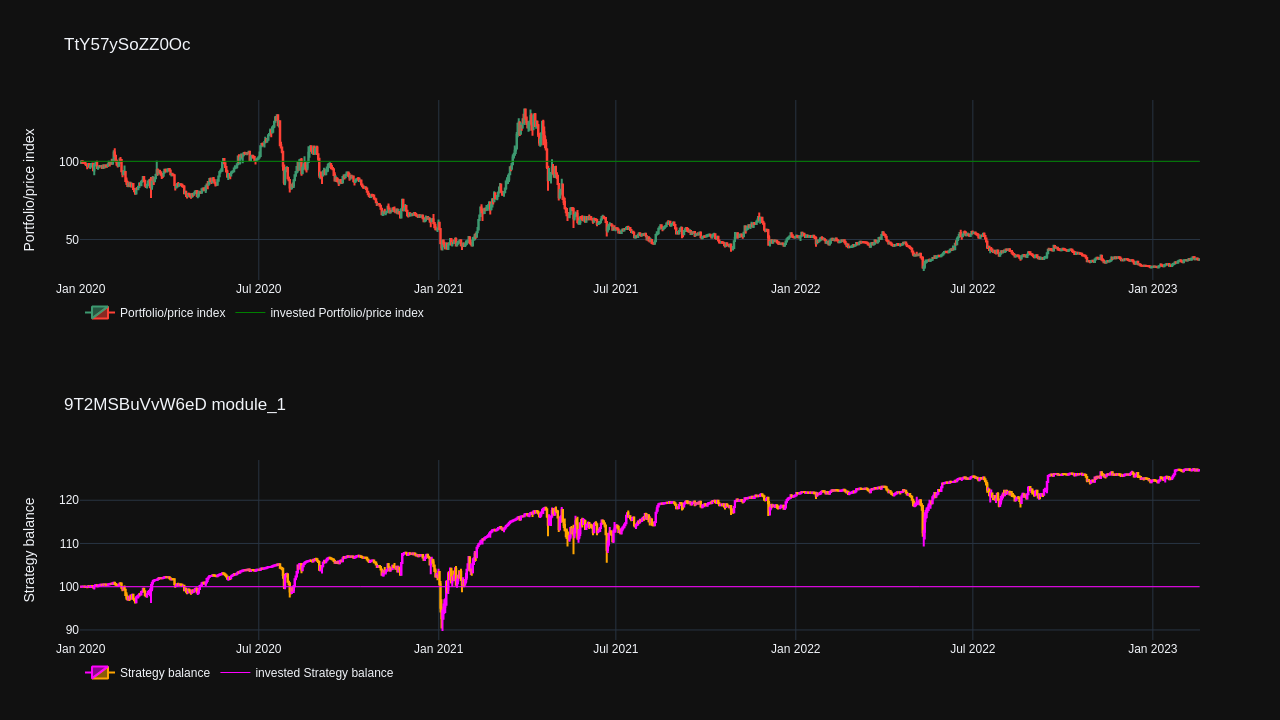 TtY57ySoZZ0Oc
Portfolio/price index
100
50
Jan 2020 Jul 2020 Jan 2021 Jul 2021 Jan 2022 Jul 2022 Jan 2023
Portfolio/price index invested Portfolio/price index
9T2MSBuVvW6eD module_1
Strategy balance
120
110
100
90
Jan 2020 Jul 2020 Jan 2021 Jul 2021 Jan 2022 Jul 2022 Jan 2023
Strategy balance invested Strategy balance